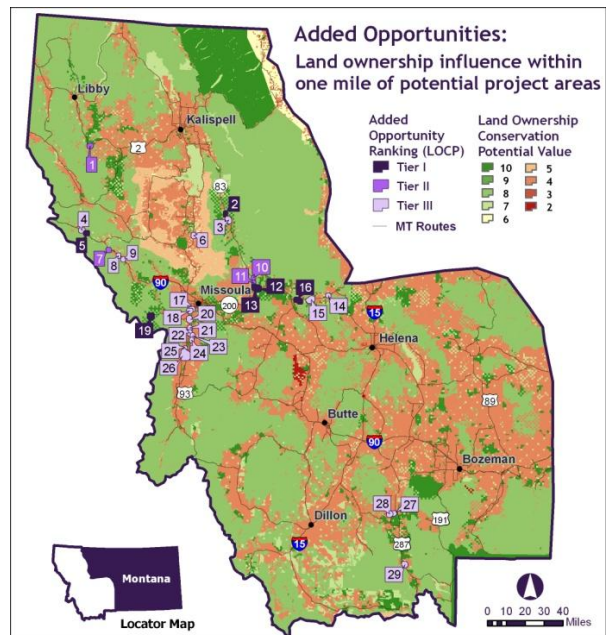 Added Opportunities:
Land ownership influence within
one mile of potential project areas
Added
Opportunity
Ranking (LOCP)
Tier I
Tier II
Tier III
MT Routes
Land Ownership
Conservation
Potential Value
10
9
8
7
6
5
4
3
2
Libby
Kalispell
2
1
83
2
3
4
5
6
7
8
9
10
11
90
Missoula
12
13
200
16
15
14
15
17
18
19
20
21
22
23
24
25
26
93
Helena
89
Butte
90
Bozeman
Dillon
15
28
27
191
287
29
Montana
Locator Map
0 10 20 30 40
Miles